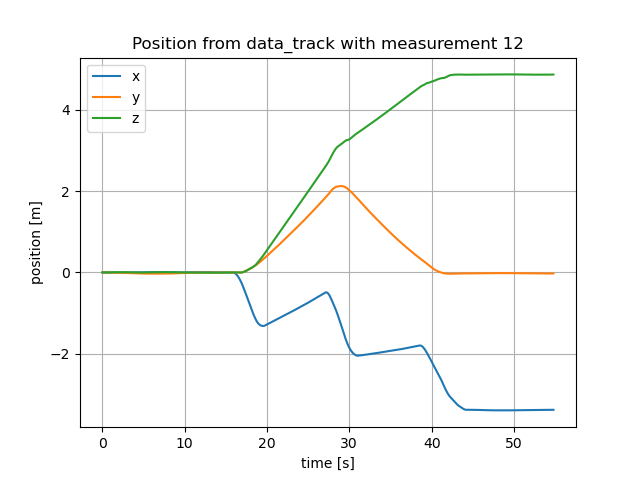 Position from data_track with measurement 12
x
y
z
position [m]
4
2
0
−2
0 10 20 30 40 50
time [s]